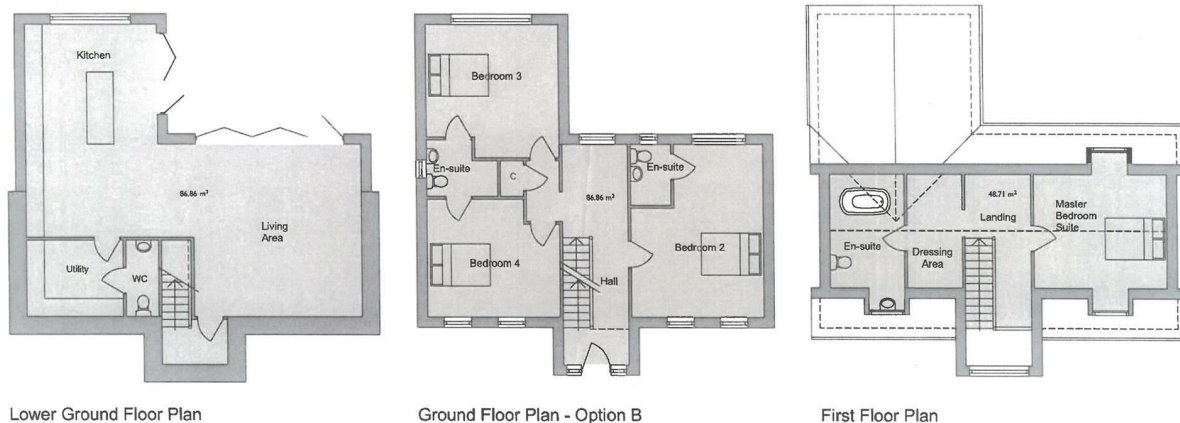 Kitchen
86.86 m²
Living
Area
Utility
WC
Lower Ground Floor Plan
Bedroom 3
En-suite
C
En-suite
86.86 m²
Bedroom 4
Hall
Bedroom 2
Ground Floor Plan - Option B
48.71 m²
Landing
Master
Bedroom
Suite
En-suite
Dressing
Area
First Floor Plan